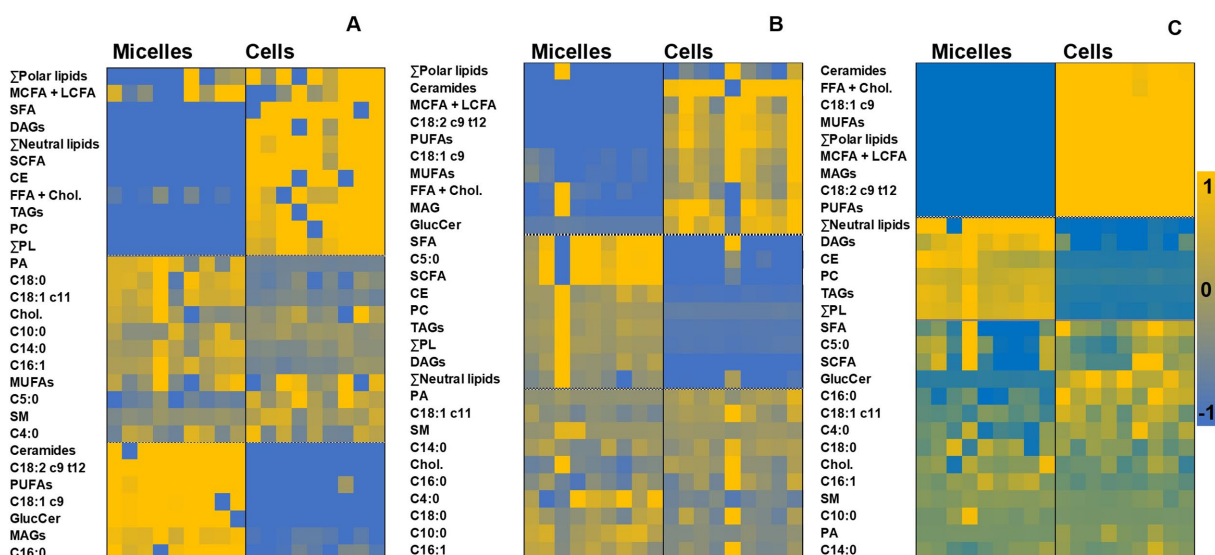 A
Micelles Cells
∑Polar lipids
MCFA + LCFA
SFA
DAGs
∑Neutral lipids
SCFA
CE
FFA + Chol.
TAGs
PC
∑PL
PA
C18:0
C18:1 c11
Chol.
C10:0
C14:0
C16:1
MUFAs
C5:0
SM
C4:0
Ceramides
C18:2 c9 t12
PUFAs
C18:1 c9
GlucCer
MAGs
C16:0
B
Micelles Cells
∑Polar lipids
Ceramides
MCFA + LCFA
C18:2 c9 t12
PUFAs
C18:1 c9
MUFAs
FFA + Chol.
MAG
GlucCer
SFA
C5:0
SCFA
CE
PC
TAGs
∑PL
DAGs
∑Neutral lipids
PA
C18:1 c11
SM
C14:0
Chol.
C16:0
C4:0
C18:0
C10:0
C16:1
C
Micelles Cells
Ceramides
FFA + Chol.
C18:1 c9
MUFAs
∑Polar lipids
MCFA + LCFA
MAGs
C18:2 c9 t12
PUFAs
∑Neutral lipids
DAGs
CE
PC
TAGs
∑PL
SFA
C5:0
SCFA
GlucCer
C16:0
C18:1 c11
C4:0
C18:0
Chol.
C16:1
SM
C10:0
PA
C14:0
1
0
-1